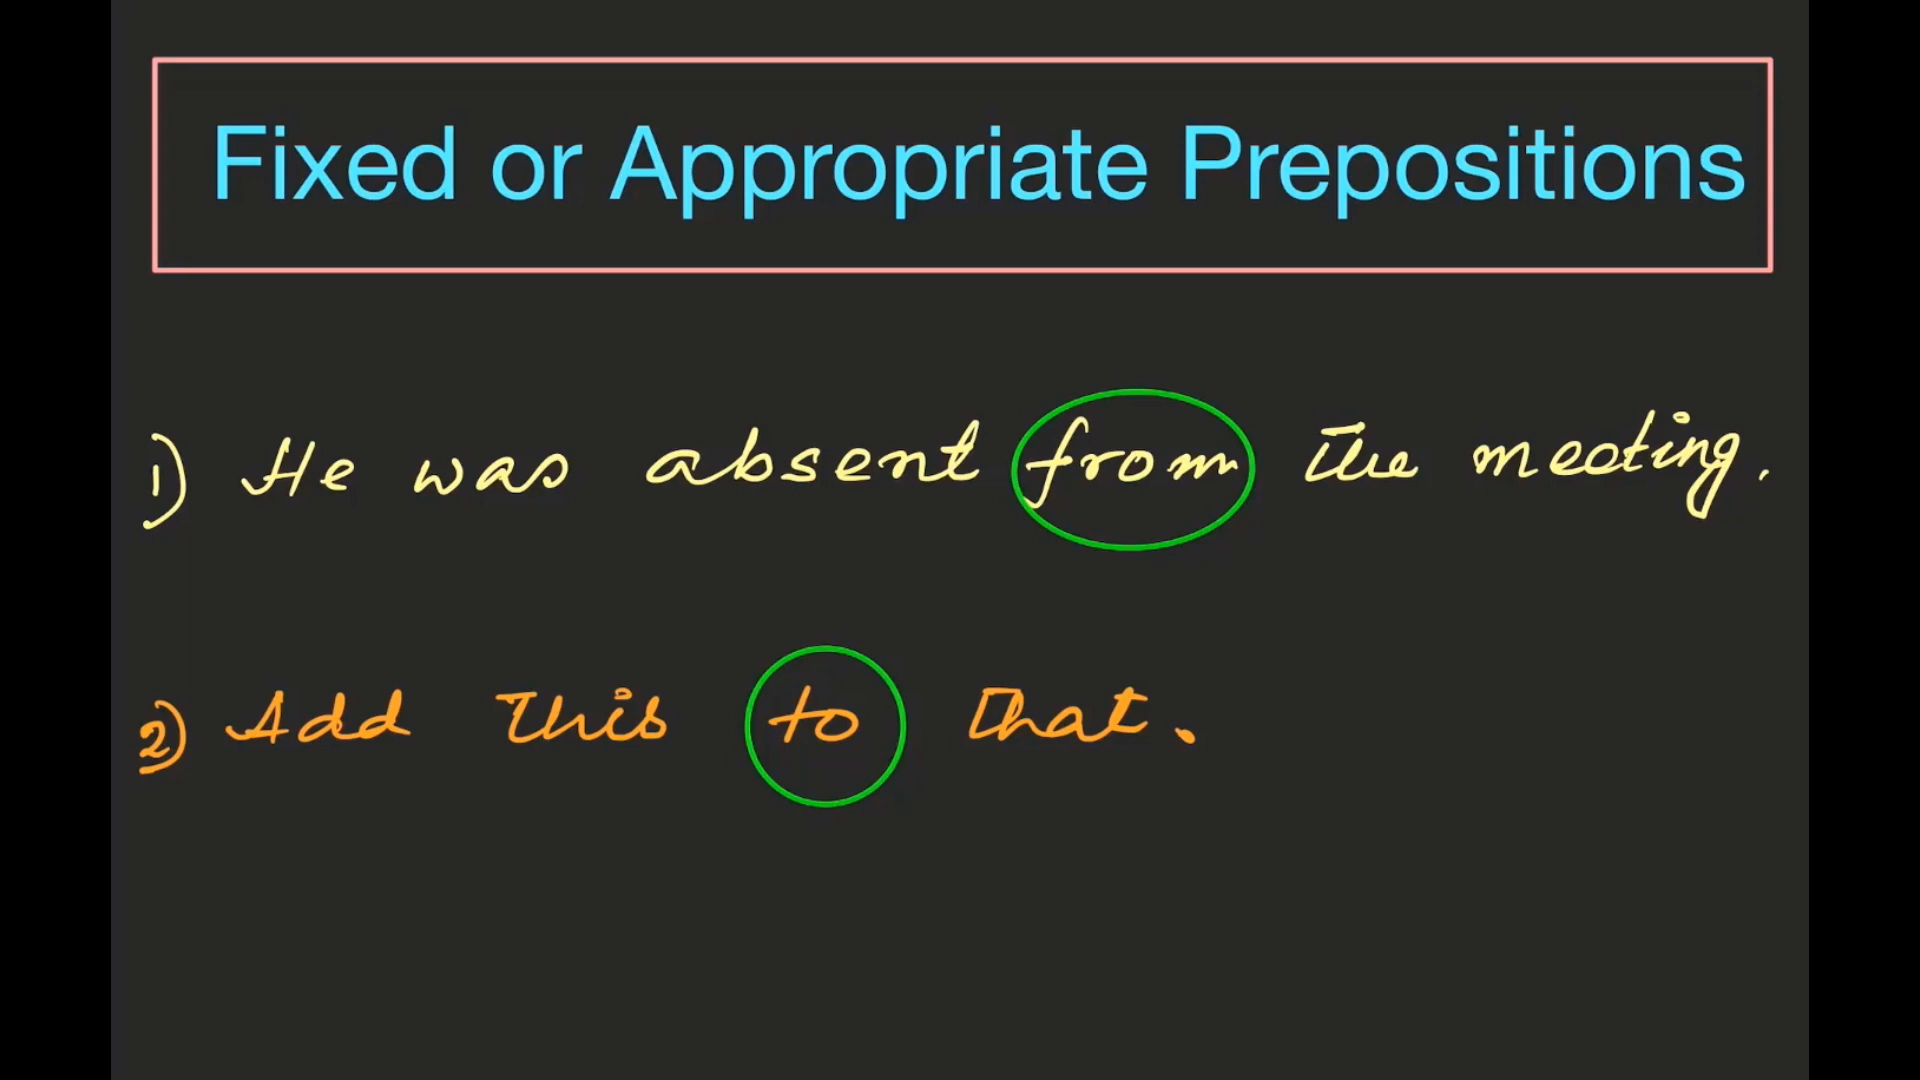 Fixed or Appropriate Prepositions
1) He was absent from the meeting.
2) Add this to that.